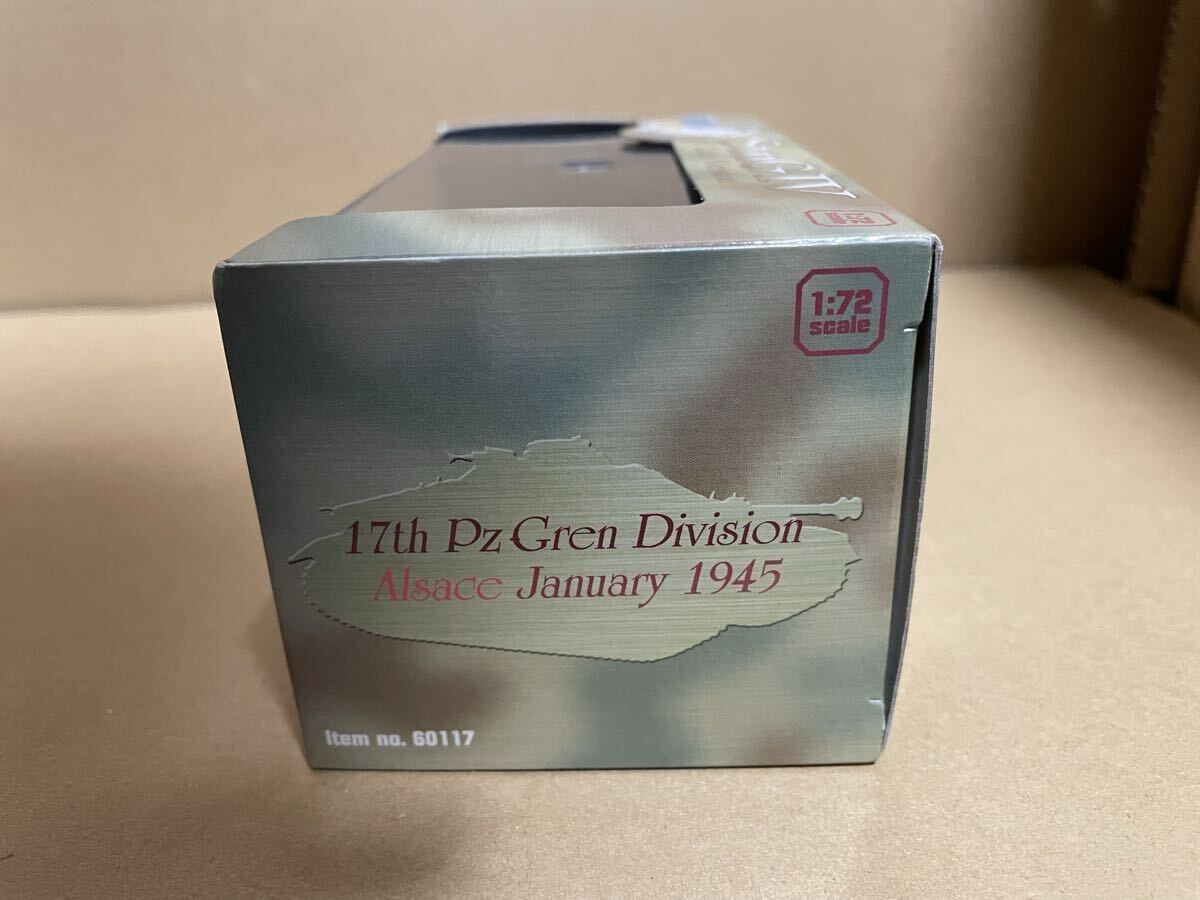 1:72
scale
17th Pz-Gren Division
Alsace January 1945
Item no. 60117